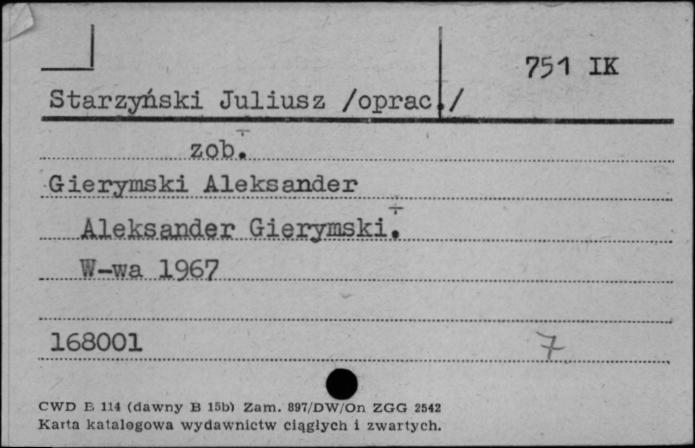 751 IK
Starzyński Juliusz /oprac./
zob.
Gierymski Aleksander
Aleksander Gierymski.
W-wa 1967
168001 7
CWD B 114 (dawny B 15b) Zam. 897/DW/On ZGG 2542
Karta katalogowa wydawnictw ciągłych i zwartych.